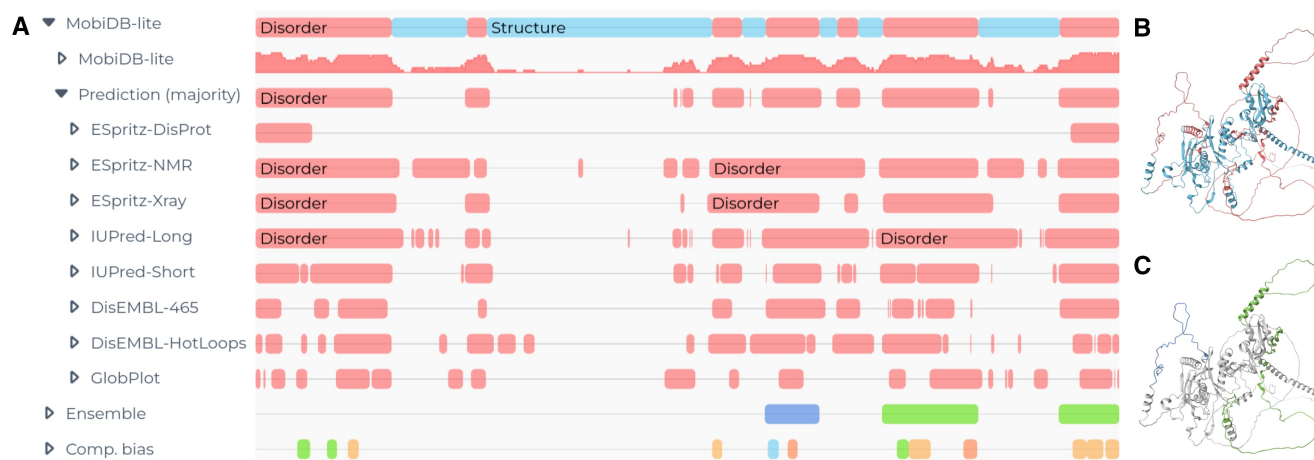 A
MobiDB-lite
Disorder
Structure
MobiDB-lite
Prediction (majority)
Disorder
ESpritz-DisProt
ESpritz-NMR
Disorder
Disorder
ESpritz-Xray
Disorder
Disorder
IUPred-Long
Disorder
Disorder
IUPred-Short
DisEMBL-465
DisEMBL-HotLoops
GlobPlot
Ensemble
Comp. bias
B
C